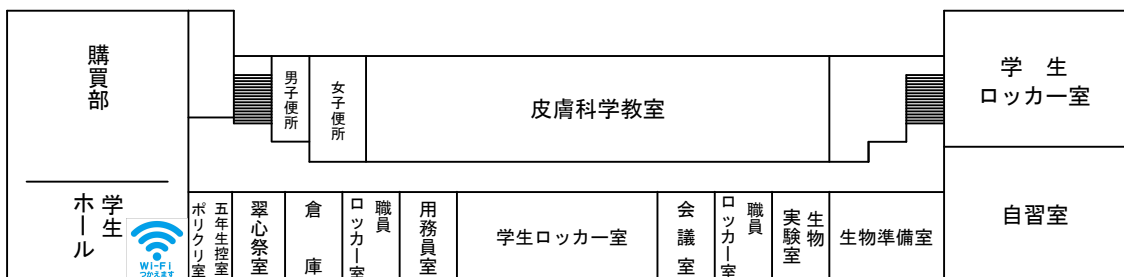 購買部
男子便所
女子便所
皮膚科学教室
学 生
ロッカー室
学生
ホール
Wi-Fi
つかえます
五年生控室
ポリクリ室
翠心祭室
倉 庫
職員
ロッカー室
用務員室
学生ロッカー室
会議室
職員
ロッカー室
生物
実験室
生物準備室
自習室